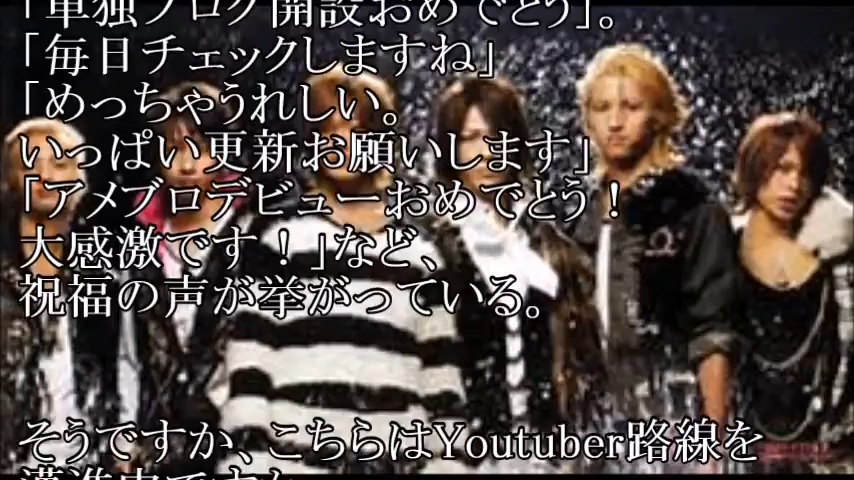 「単独ブログ開設おめでとう」。
「毎日チェックしますね」
「めっちゃうれしい。
いっぱい更新お願いします」
「アメブロデビューおめでとう！
大感激です！」など、
祝福の声が挙がっている。
そうですか、こちらはYoutuber路線を